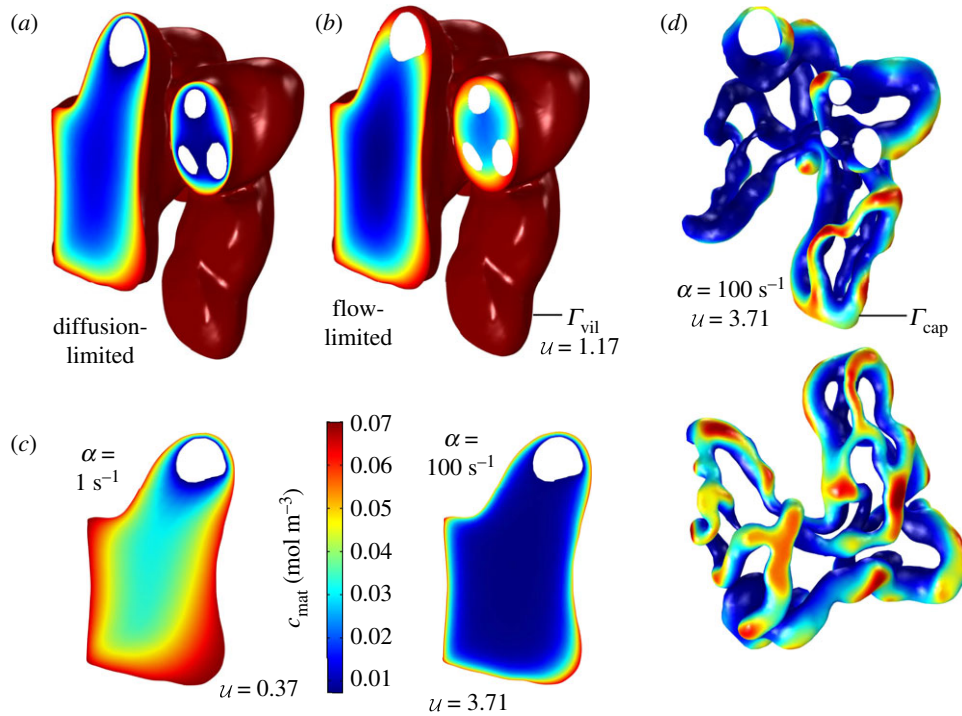 (a)
(b)
(d)
diffusion-
limited
flow-
limited
Γvil
𝒰 = 1.17
α = 100 s−1
𝒰 = 3.71
Γcap
(c)
α =
1 s−1
𝒰 = 0.37
cmat (mol m−3)
0.07
0.06
0.05
0.04
0.03
0.02
0.01
α =
100 s−1
𝒰 = 3.71